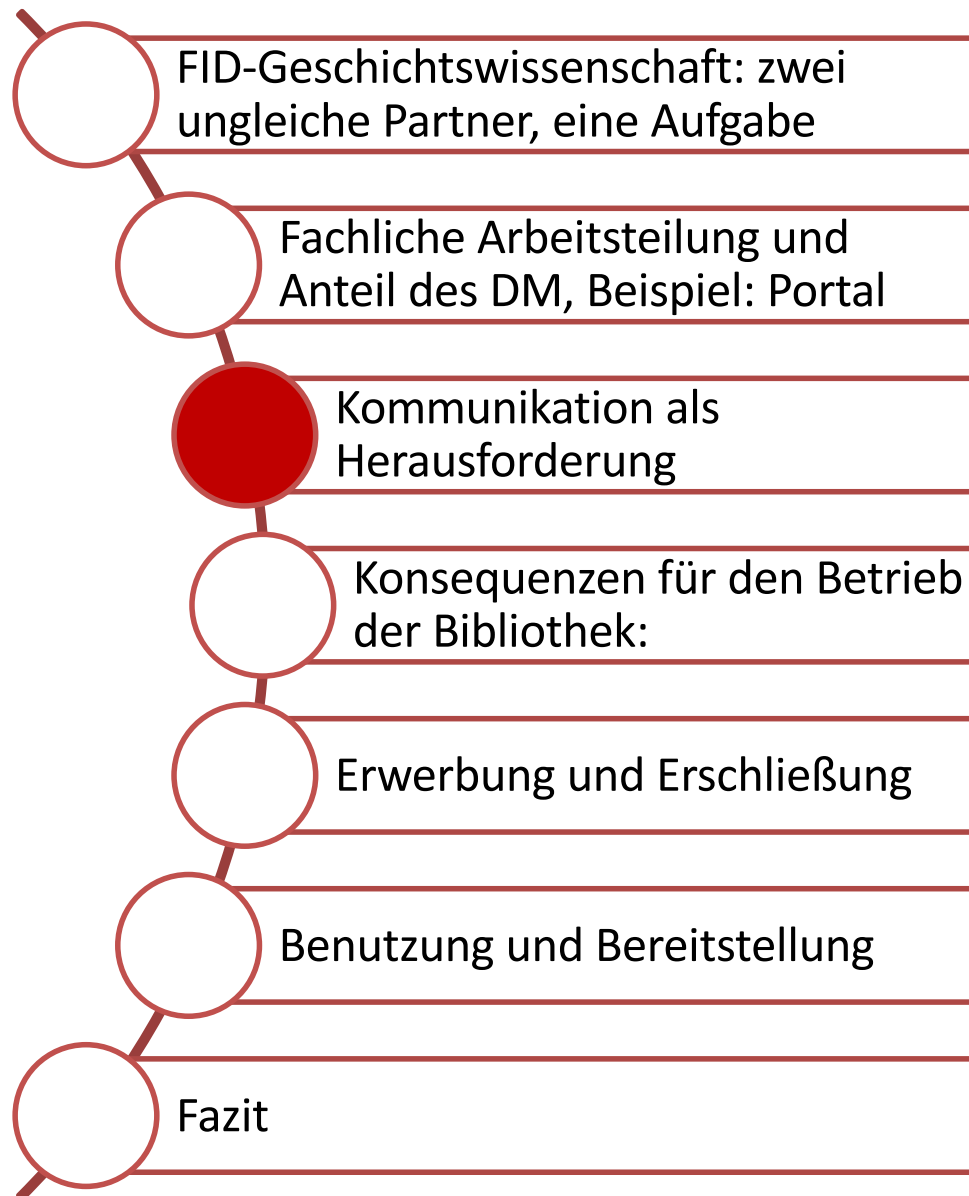 FID-Geschichtswissenschaft: zwei
ungleiche Partner, eine Aufgabe
Fachliche Arbeitsteilung und
Anteil des DM, Beispiel: Portal
Kommunikation als
Herausforderung
Konsequenzen für den Betrieb
der Bibliothek:
Erwerbung und Erschließung
Benutzung und Bereitstellung
Fazit